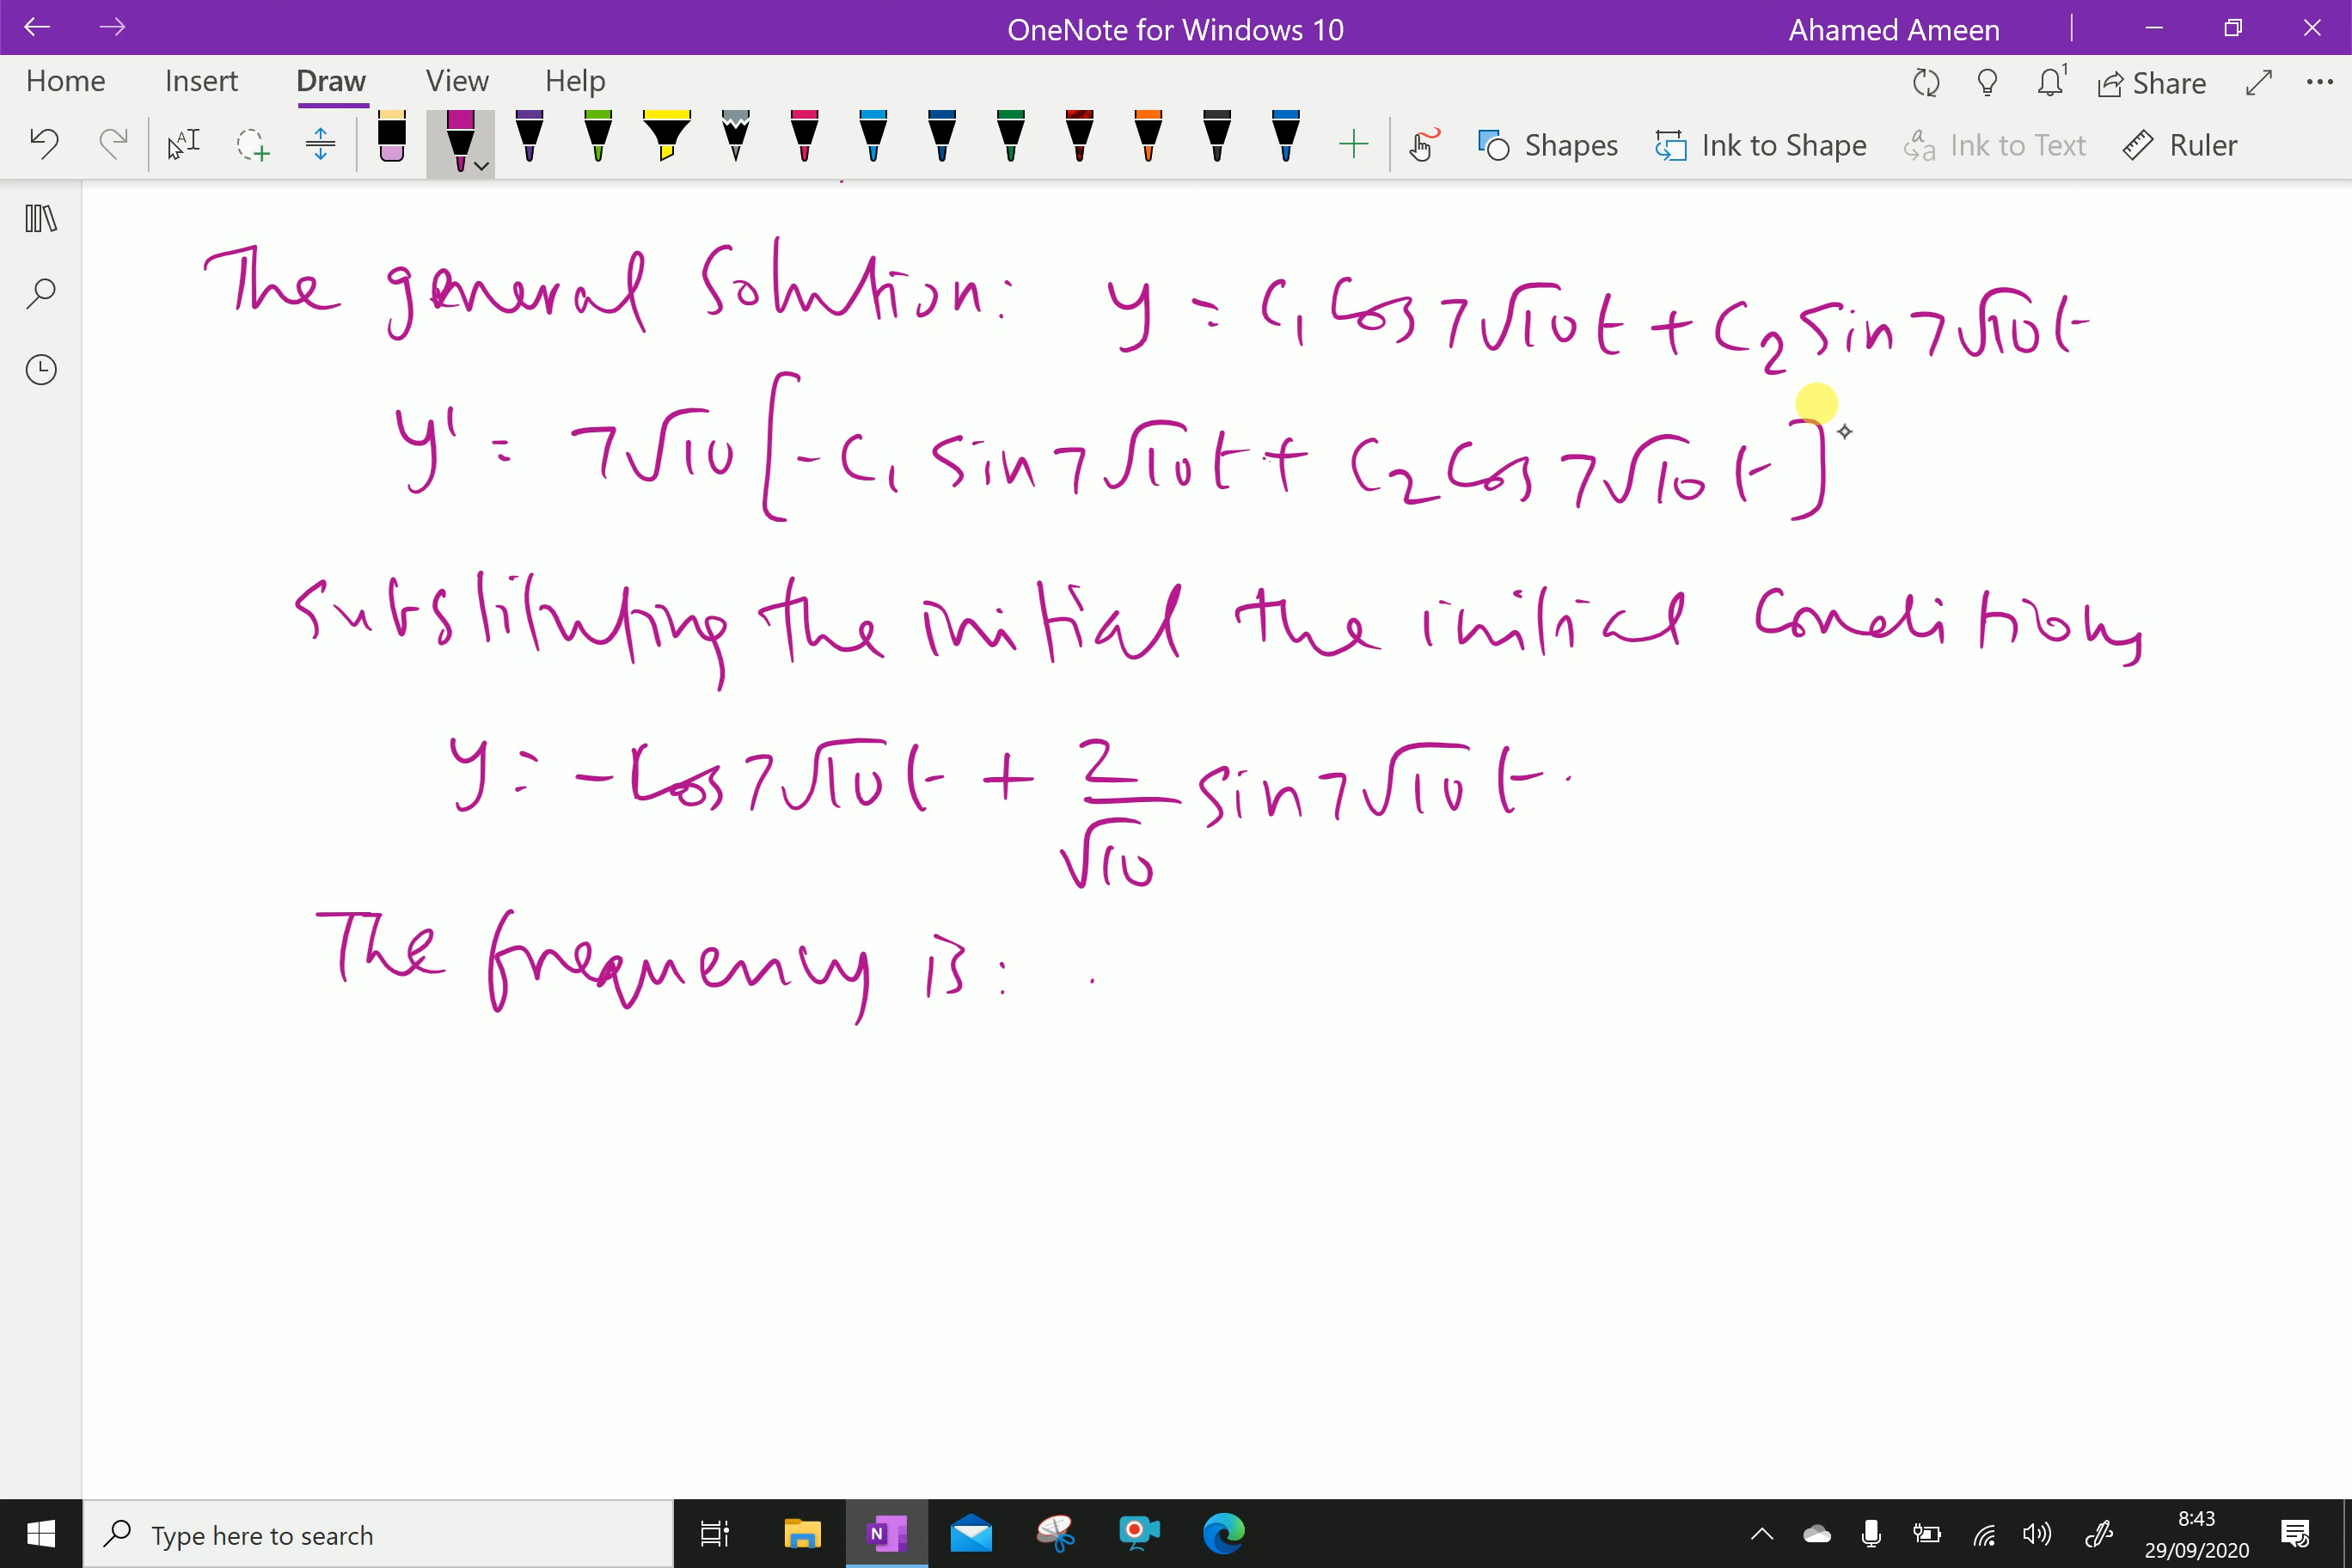 OneNote for Windows 10 Ahamed Ameen
Home Insert Draw View Help 1 Share
Shapes Ink to Shape Ink to Text Ruler
The general solution: y = c₁ cos 7√10 t + c₂ sin 7√10 t
y' = 7√10 [-c₁ sin 7√10 t + c₂ cos 7√10 t]
substituting the initial the initial conditions
y = -cos 7√10 t + 2/√10 sin 7√10 t.
The frequency is:
Type here to search
8:43
29/09/2020